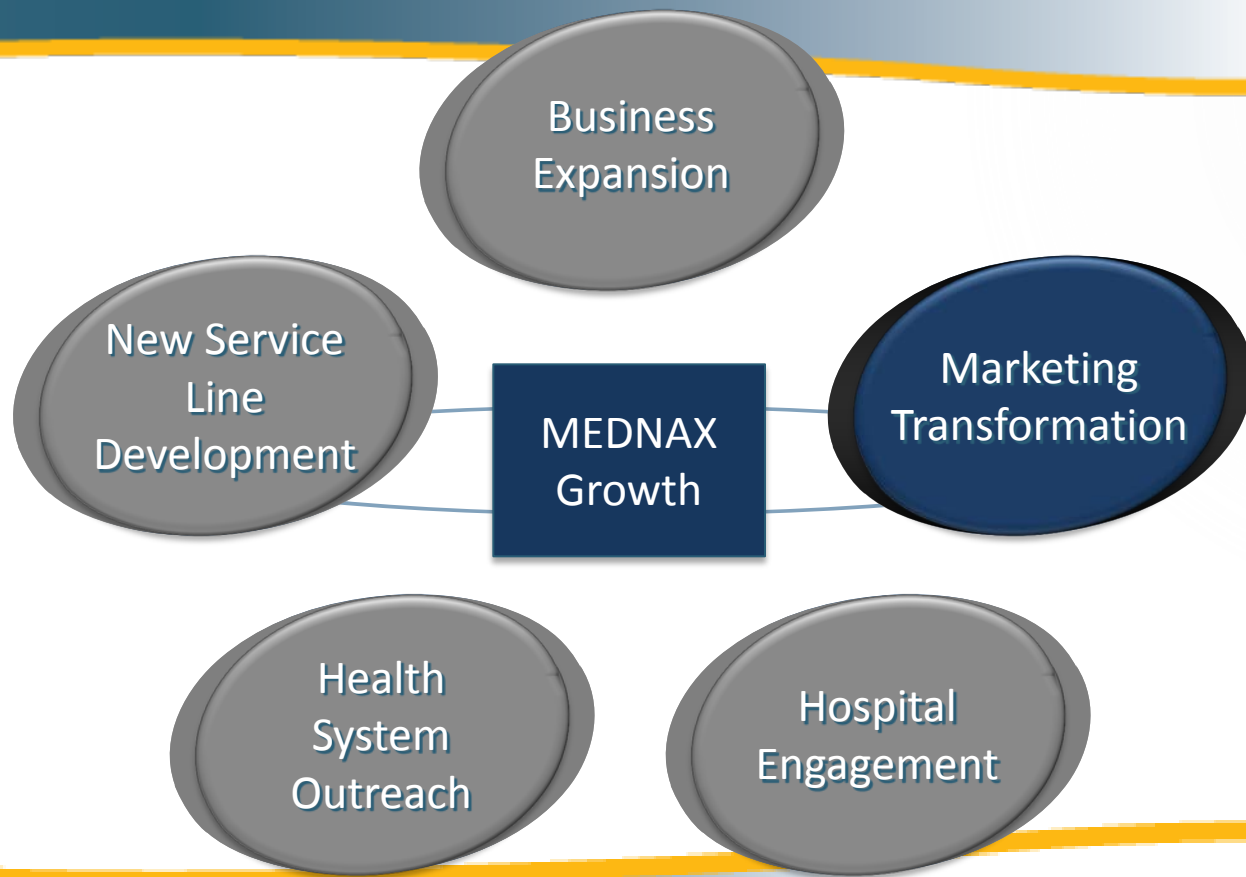 Business
Expansion
New Service
Line
Development
MEDNAX
Growth
Marketing
Transformation
Health
System
Outreach
Hospital
Engagement